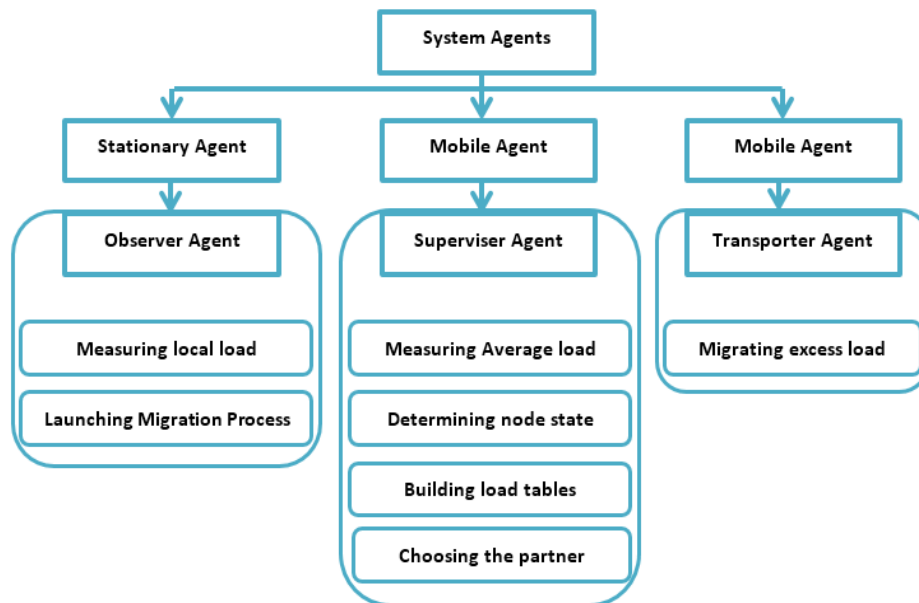 System Agents
Stationary Agent
Mobile Agent
Mobile Agent
Observer Agent
Superviser Agent
Transporter Agent
Measuring local load
Measuring Average load
Migrating excess load
Launching Migration Process
Determining node state
Building load tables
Choosing the partner